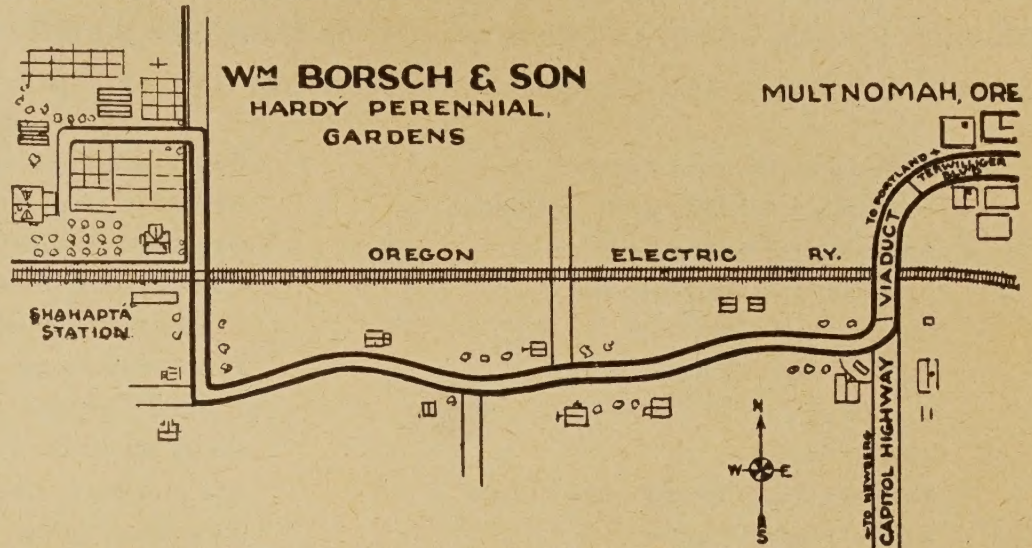 WM BORSCH & SON
HARDY PERENNIAL,
GARDENS
MULTNOMAH, ORE
TO PORTLAND +
TERWILLIGER
BLVD
OREGON ELECTRIC RY.
VIADUCT
SHAHAPTA
STATION.
CAPITOL HIGHWAY
TO NEWBERG
N
W E
S